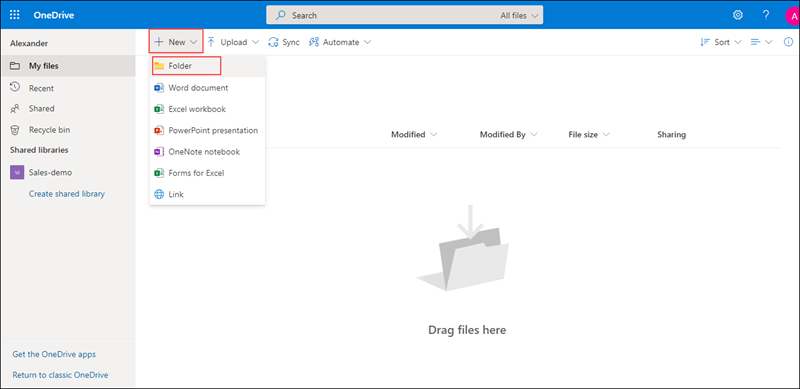 OneDrive
Search
All files
?
A
Alexander
My files
Recent
Shared
Recycle bin
Shared libraries
Sales-demo
Create shared library
Get the OneDrive apps
Return to classic OneDrive
New Upload Sync Automate Sort
Folder
Word document
Excel workbook
PowerPoint presentation
OneNote notebook
Forms for Excel
Link
Modified Modified By File size Sharing
Drag files here